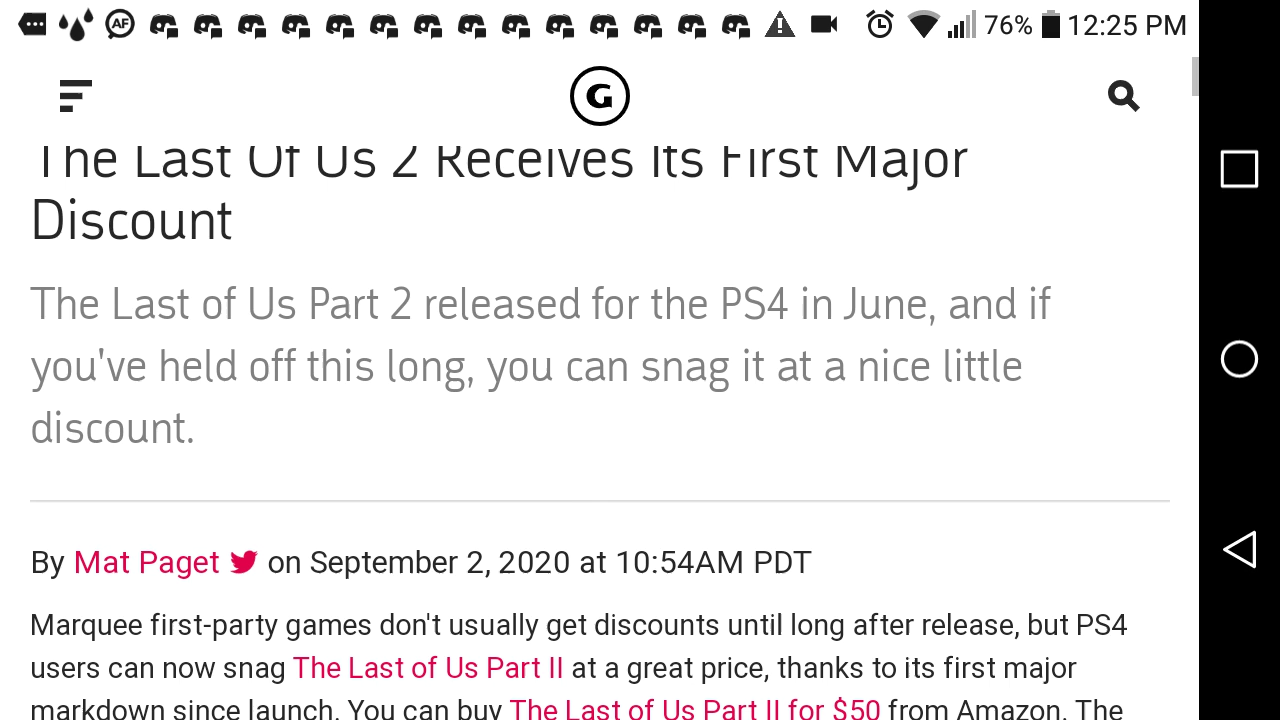 AF 76% 12:25 PM
G
The Last Of Us 2 Receives Its First Major
Discount
The Last of Us Part 2 released for the PS4 in June, and if
you've held off this long, you can snag it at a nice little
discount.
By Mat Paget on September 2, 2020 at 10:54AM PDT
Marquee first-party games don't usually get discounts until long after release, but PS4
users can now snag The Last of Us Part II at a great price, thanks to its first major
markdown since launch. You can buy The Last of Us Part II for $50 from Amazon. The